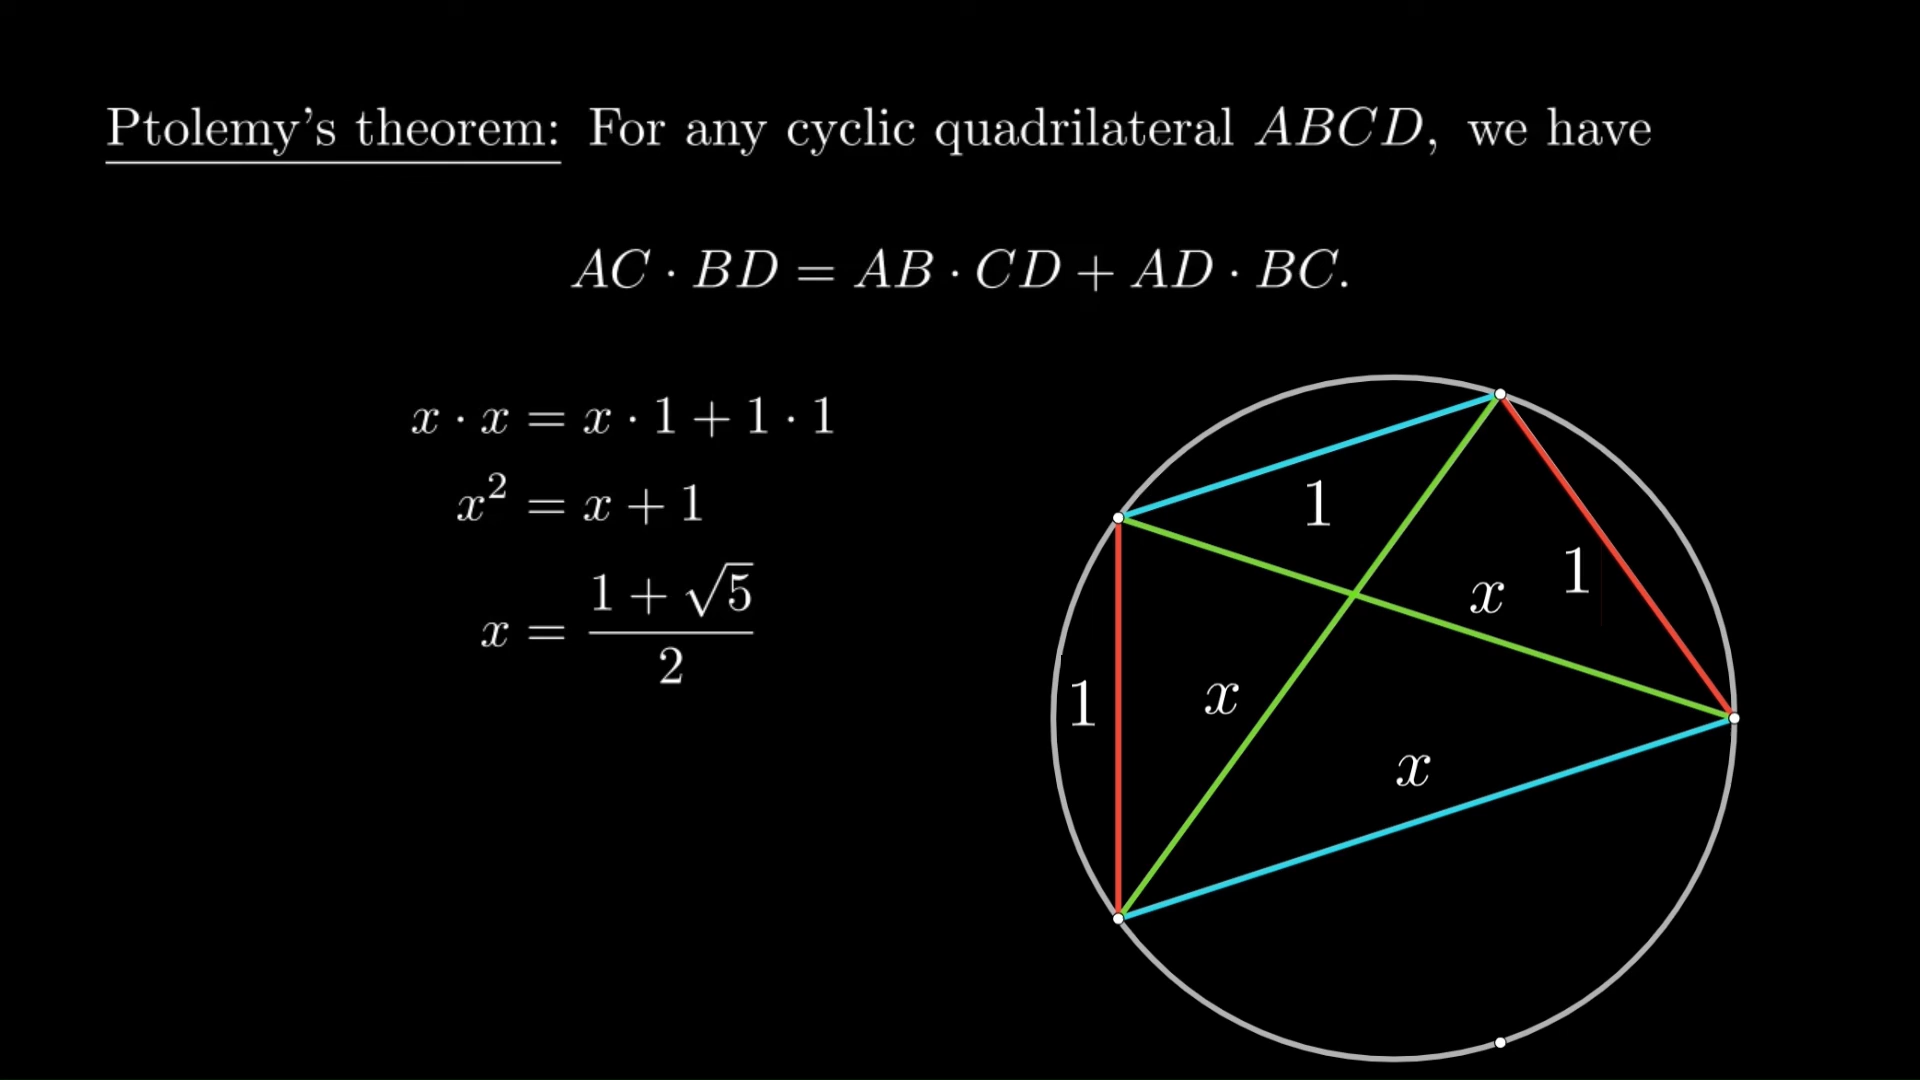 Ptolemy's theorem: For any cyclic quadrilateral ABCD, we have
AC · BD = AB · CD + AD · BC.
x · x = x · 1 + 1 · 1
x² = x + 1
x = (1 + √5) / 2
1
1
x
x
1
x